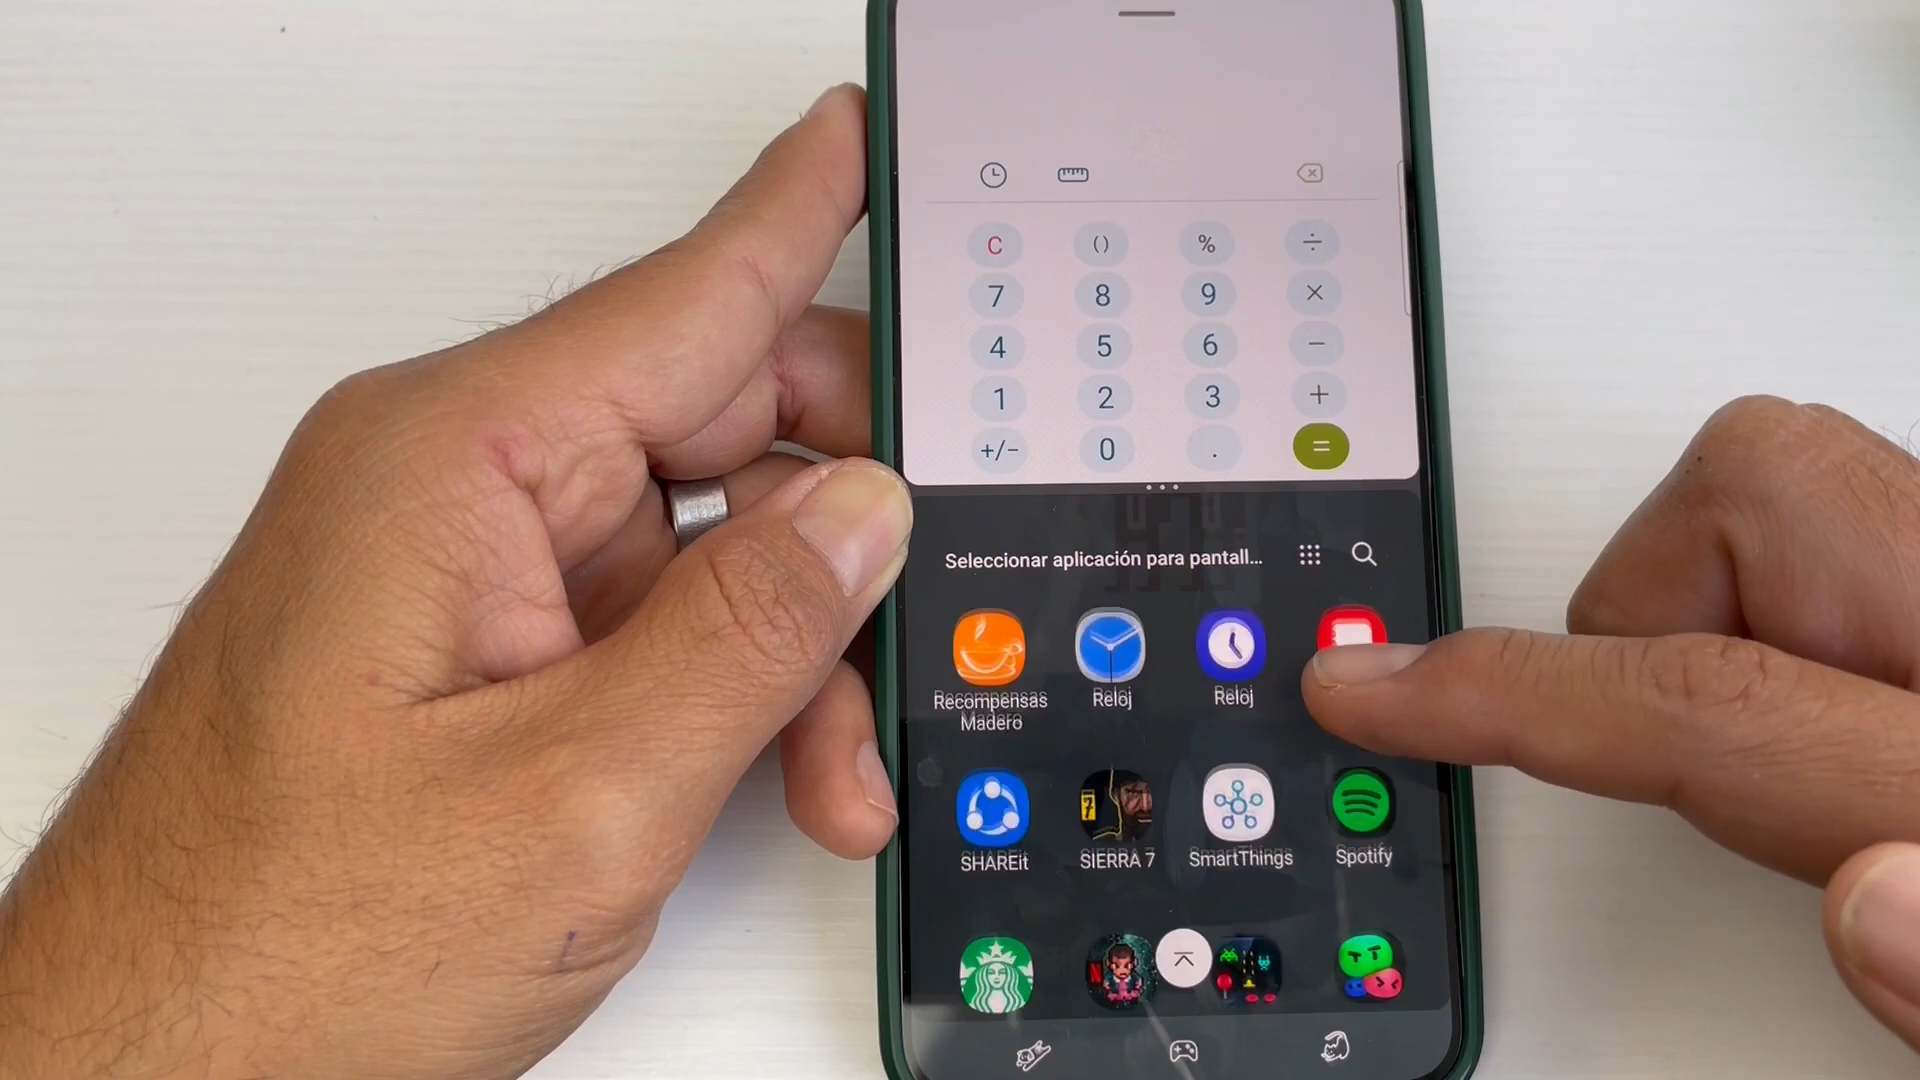 C () % ÷
7 8 9 ×
4 5 6 −
1 2 3 +
+/− 0 . =
Seleccionar aplicación para pantall...
Recompensas Madero
Reloj
Reloj
SHAREit
7
SIERRA 7
SmartThings
Spotify
N